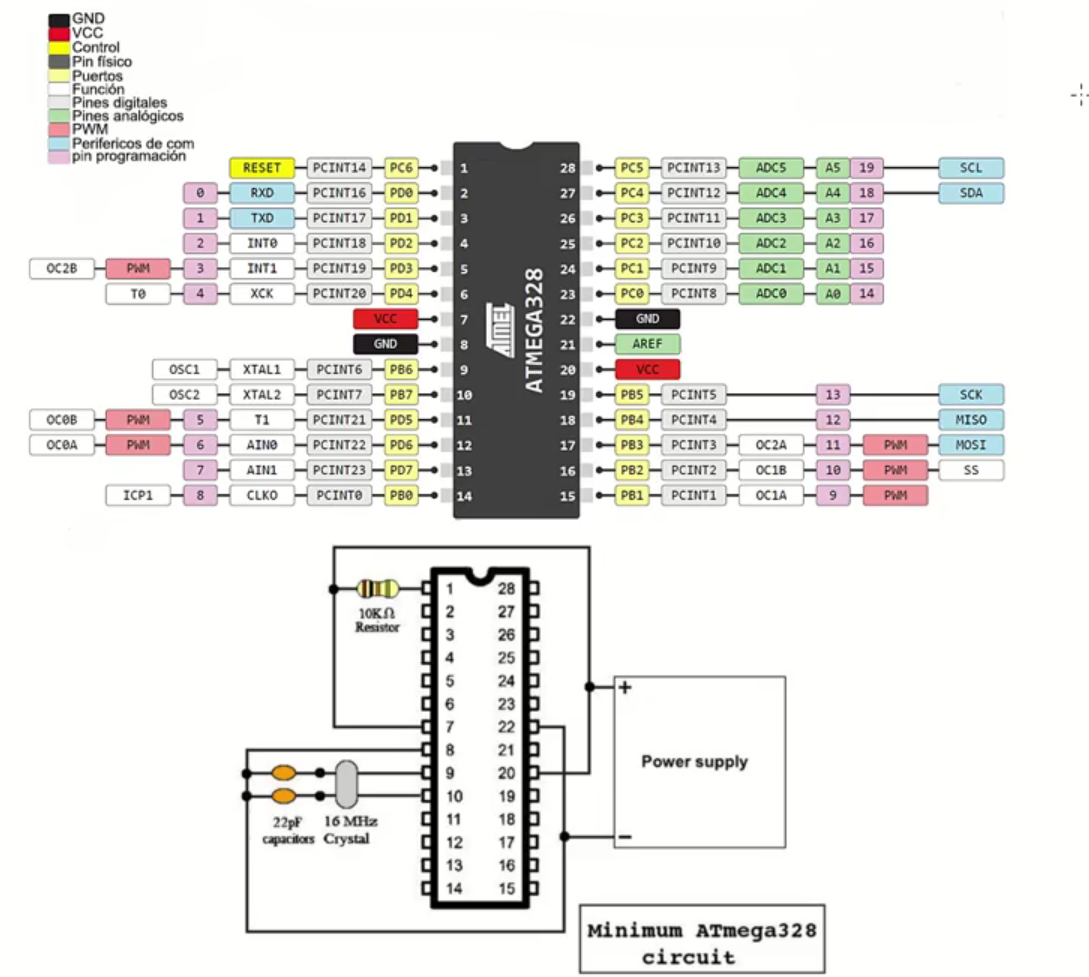 GND
VCC
Control
Pin físico
Puertos
Función
Pines digitales
Pines analógicos
PWM
Perifericos de com
pin programación
RESET PCINT14 PC6 1 28 PC5 PCINT13 ADC5 A5 19 SCL
0 RXD PCINT16 PD0 2 27 PC4 PCINT12 ADC4 A4 18 SDA
1 TXD PCINT17 PD1 3 26 PC3 PCINT11 ADC3 A3 17
2 INT0 PCINT18 PD2 4 25 PC2 PCINT10 ADC2 A2 16
OC2B PWM 3 INT1 PCINT19 PD3 5 24 PC1 PCINT9 ADC1 A1 15
T0 4 XCK PCINT20 PD4 6 23 PC0 PCINT8 ADC0 A0 14
VCC 7 22 GND
GND 8 21 AREF
OSC1 XTAL1 PCINT6 PB6 9 20 VCC
OSC2 XTAL2 PCINT7 PB7 10 19 PB5 PCINT5 13 SCK
OC0B PWM 5 T1 PCINT21 PD5 11 18 PB4 PCINT4 12 MISO
OC0A PWM 6 AIN0 PCINT22 PD6 12 17 PB3 PCINT3 OC2A 11 PWM MOSI
7 AIN1 PCINT23 PD7 13 16 PB2 PCINT2 OC1B 10 PWM SS
ICP1 8 CLKO PCINT0 PB0 14 15 PB1 PCINT1 OC1A 9 PWM
ATMEL
ATMEGA328
10KΩ
Resistor
1 28
2 27
3 26
4 25
5 24
6 23
7 22
8 21
9 20
10 19
11 18
12 17
13 16
14 15
22pF
capacitors
16 MHz
Crystal
+
Power supply
−
Minimum ATmega328
circuit